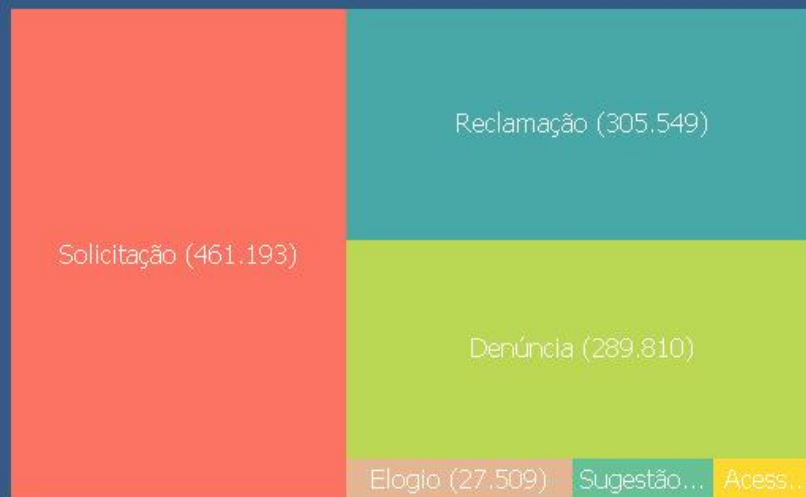 Reclamação (305.549)
Solicitação (461.193)
Denúncia (289.810)
Elogio (27.509)
Sugestão...
Acess...